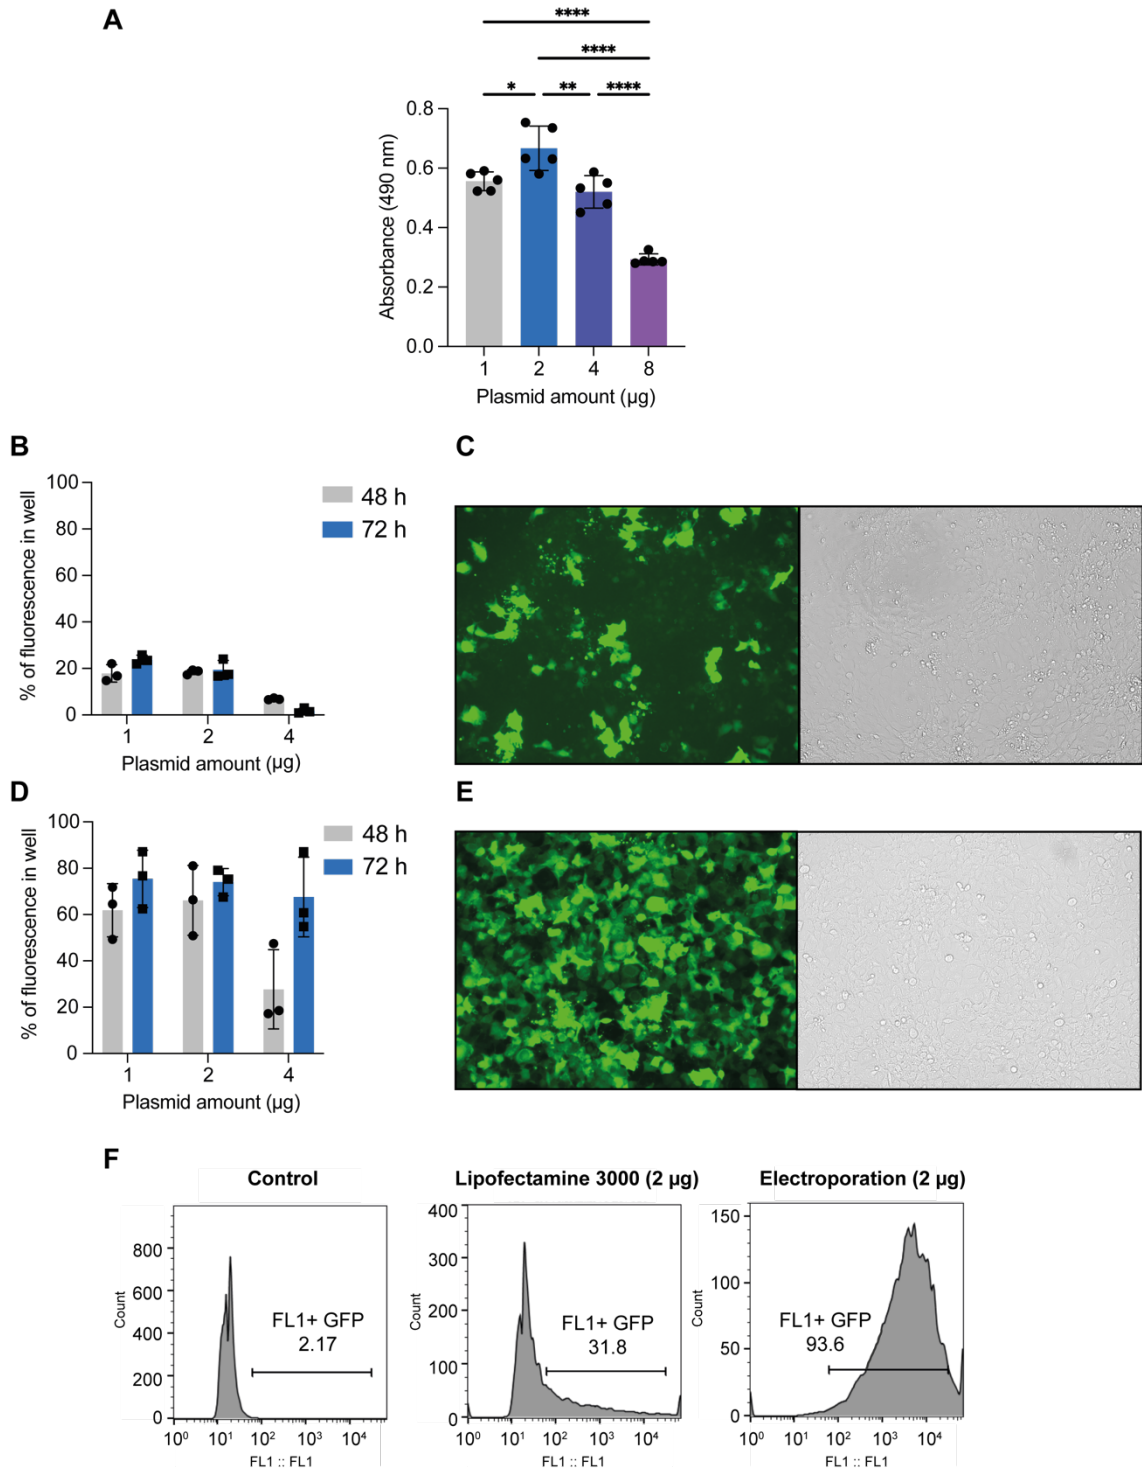 A
****
****
* ** ****
Absorbance (490 nm)
0.8
0.6
0.4
0.2
0.0
1 2 4 8
Plasmid amount (µg)
B
% of fluorescence in well
100
80
60
40
20
0
1 2 4
Plasmid amount (µg)
48 h
72 h
C
D
% of fluorescence in well
100
80
60
40
20
0
1 2 4
Plasmid amount (µg)
48 h
72 h
E
F
Control
Count
800
600
400
200
0
FL1+ GFP
2.17
10⁰ 10¹ 10² 10³ 10⁴
FL1 :: FL1
Lipofectamine 3000 (2 µg)
Count
400
300
200
100
0
FL1+ GFP
31.8
10⁰ 10¹ 10² 10³ 10⁴
FL1 :: FL1
Electroporation (2 µg)
Count
150
100
50
0
FL1+ GFP
93.6
10⁰ 10¹ 10² 10³ 10⁴
FL1 :: FL1